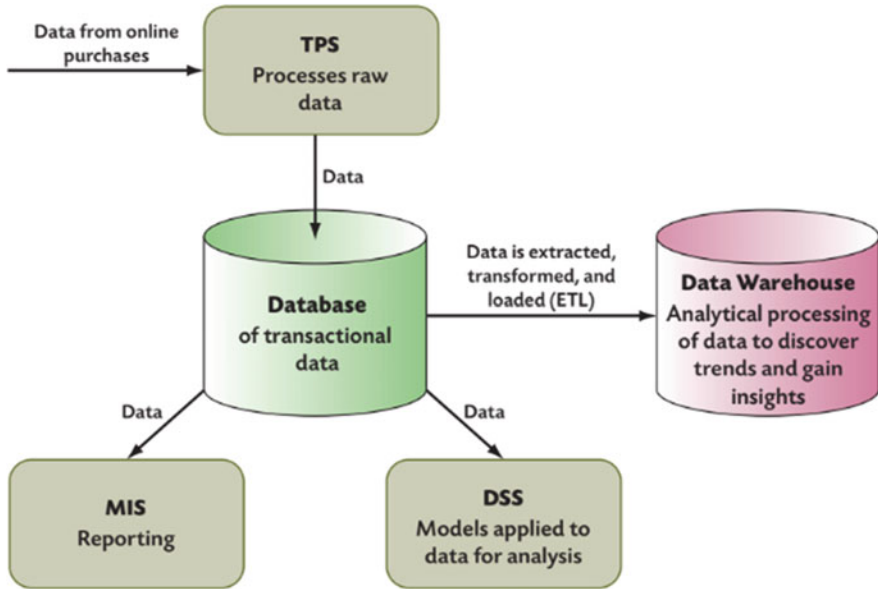 Data from online
purchases
TPS
Processes raw
data
Data
Database
of transactional
data
Data is extracted,
transformed, and
loaded (ETL)
Data Warehouse
Analytical processing
of data to discover
trends and gain
insights
Data
Data
MIS
Reporting
DSS
Models applied to
data for analysis